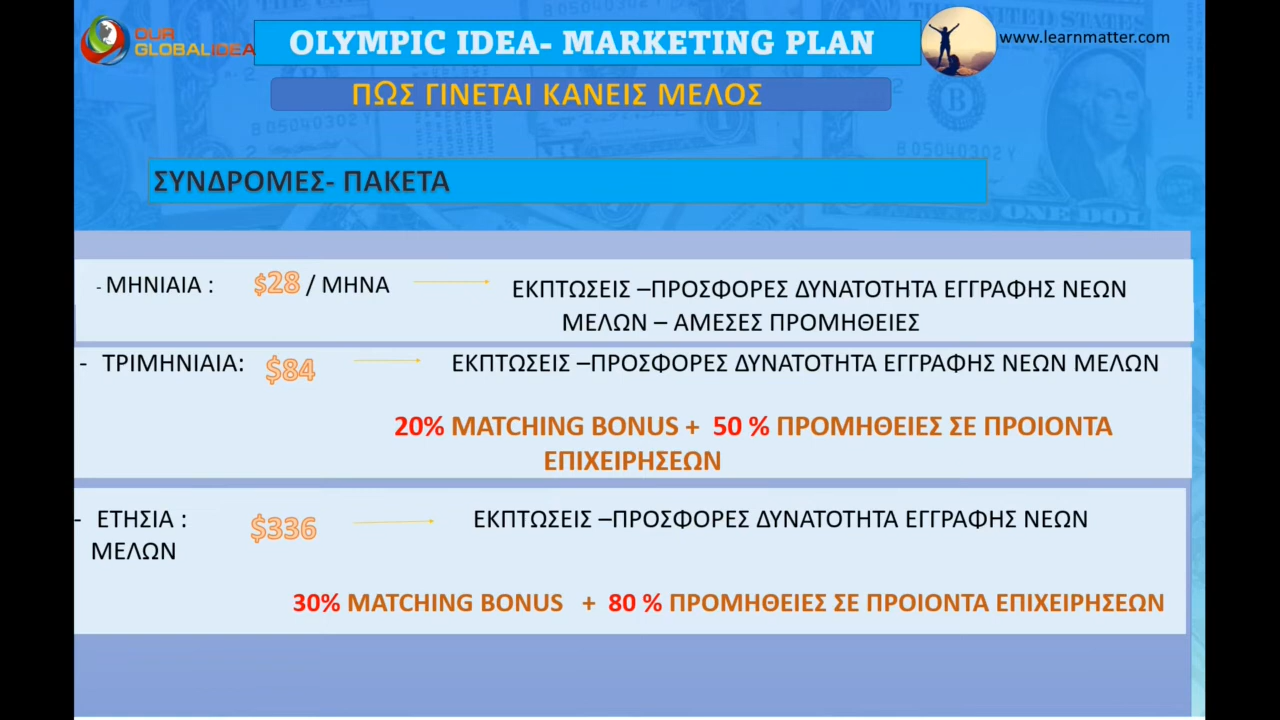 OUR
GLOBALIDEA
OLYMPIC IDEA- MARKETING PLAN
www.learnmatter.com
ΠΩΣ ΓΙΝΕΤΑΙ ΚΑΝΕΙΣ ΜΕΛΟΣ
ΣΥΝΔΡΟΜΕΣ- ΠΑΚΕΤΑ
- ΜΗΝΙΑΙΑ : $28 / ΜΗΝΑ ΕΚΠΤΩΣΕΙΣ –ΠΡΟΣΦΟΡΕΣ ΔΥΝΑΤΟΤΗΤΑ ΕΓΓΡΑΦΗΣ ΝΕΩΝ
ΜΕΛΩΝ – ΑΜΕΣΕΣ ΠΡΟΜΗΘΕΙΕΣ
- ΤΡΙΜΗΝΙΑΙΑ: $84 ΕΚΠΤΩΣΕΙΣ –ΠΡΟΣΦΟΡΕΣ ΔΥΝΑΤΟΤΗΤΑ ΕΓΓΡΑΦΗΣ ΝΕΩΝ ΜΕΛΩΝ
20% MATCHING BONUS + 50 % ΠΡΟΜΗΘΕΙΕΣ ΣΕ ΠΡΟΙΟΝΤΑ
ΕΠΙΧΕΙΡΗΣΕΩΝ
- ΕΤΗΣΙΑ : $336 ΕΚΠΤΩΣΕΙΣ –ΠΡΟΣΦΟΡΕΣ ΔΥΝΑΤΟΤΗΤΑ ΕΓΓΡΑΦΗΣ ΝΕΩΝ
ΜΕΛΩΝ
30% MATCHING BONUS + 80 % ΠΡΟΜΗΘΕΙΕΣ ΣΕ ΠΡΟΙΟΝΤΑ ΕΠΙΧΕΙΡΗΣΕΩΝ